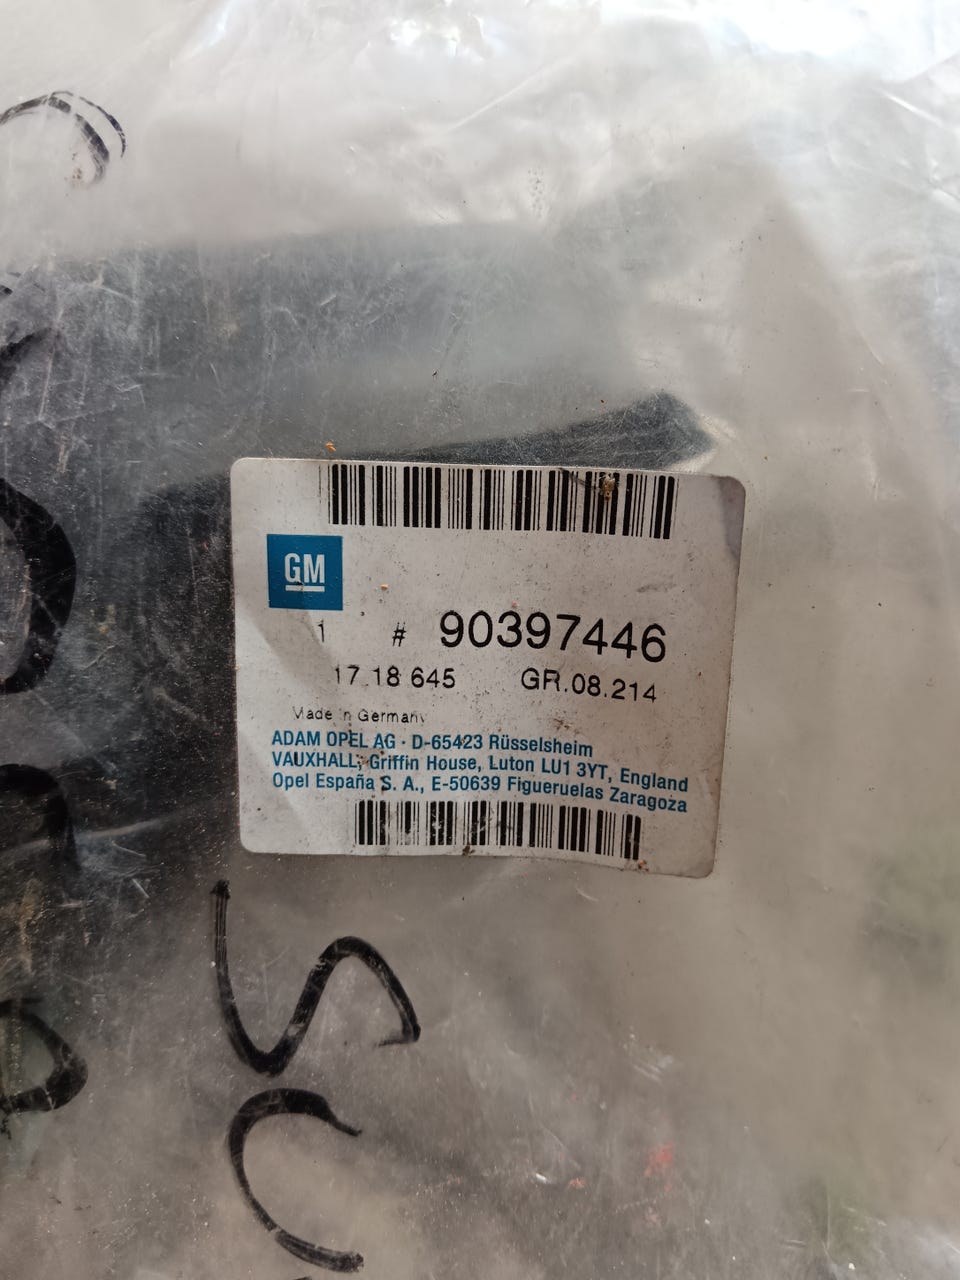 GM
1 # 90397446
17 18 645 GR.08.214
Made in Germany
ADAM OPEL AG · D-65423 Rüsselsheim
VAUXHALL, Griffin House, Luton LU1 3YT, England
Opel España S. A., E-50639 Figueruelas Zaragoza